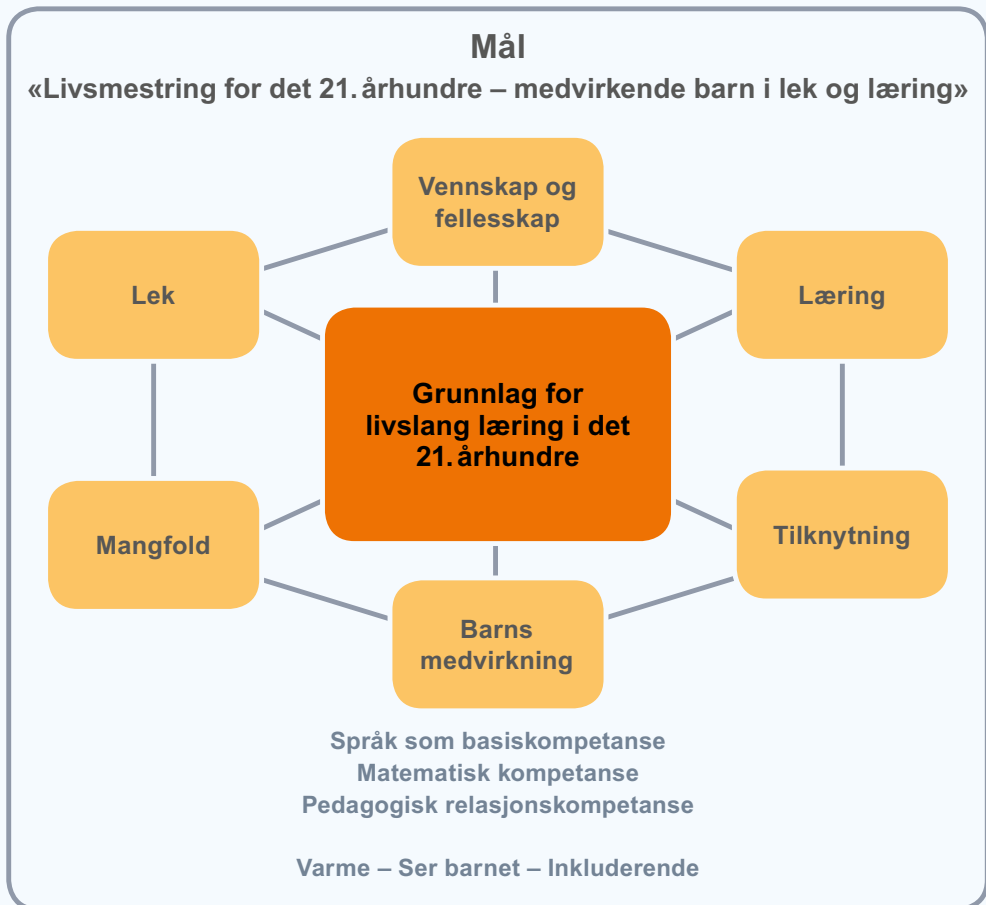 Mål
«Livsmestring for det 21. århundre – medvirkende barn i lek og læring»
Vennskap og
fellesskap
Lek
Læring
Grunnlag for
livslang læring i det
21. århundre
Mangfold
Tilknytning
Barns
medvirkning
Språk som basiskompetanse
Matematisk kompetanse
Pedagogisk relasjonskompetanse
Varme – Ser barnet – Inkluderende